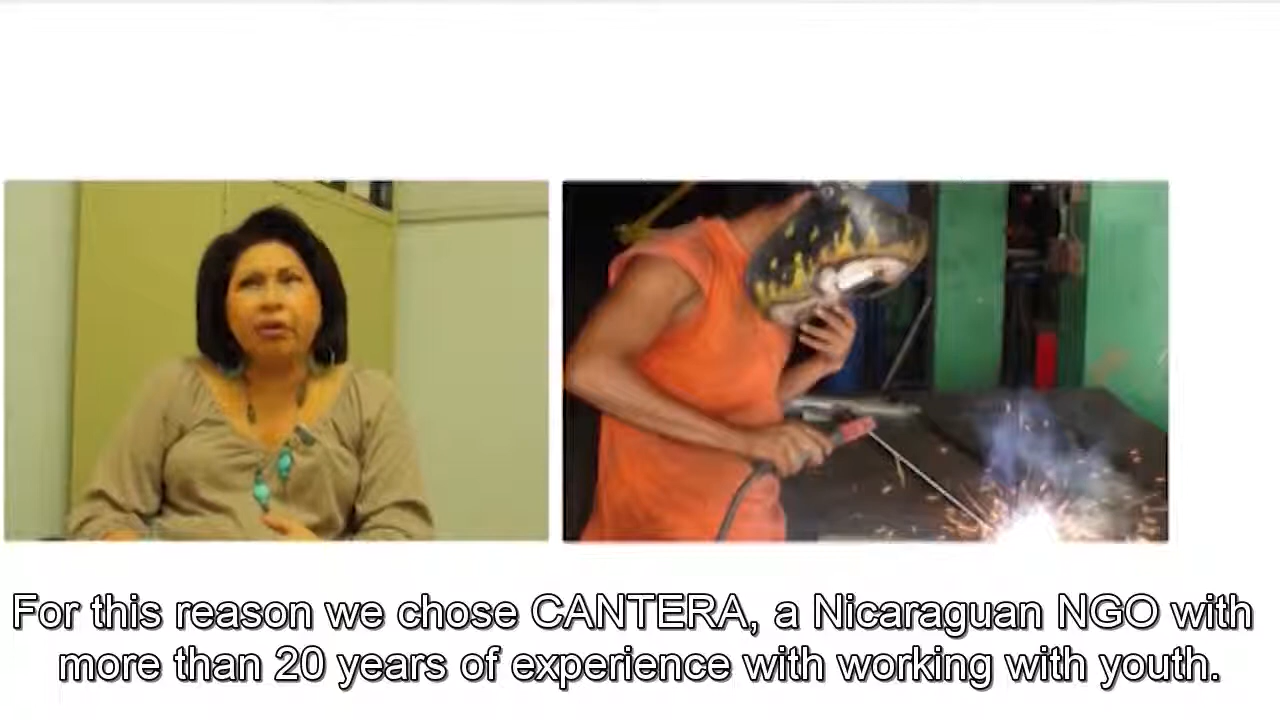 For this reason we chose CANTERA, a Nicaraguan NGO with
more than 20 years of experience with working with youth.